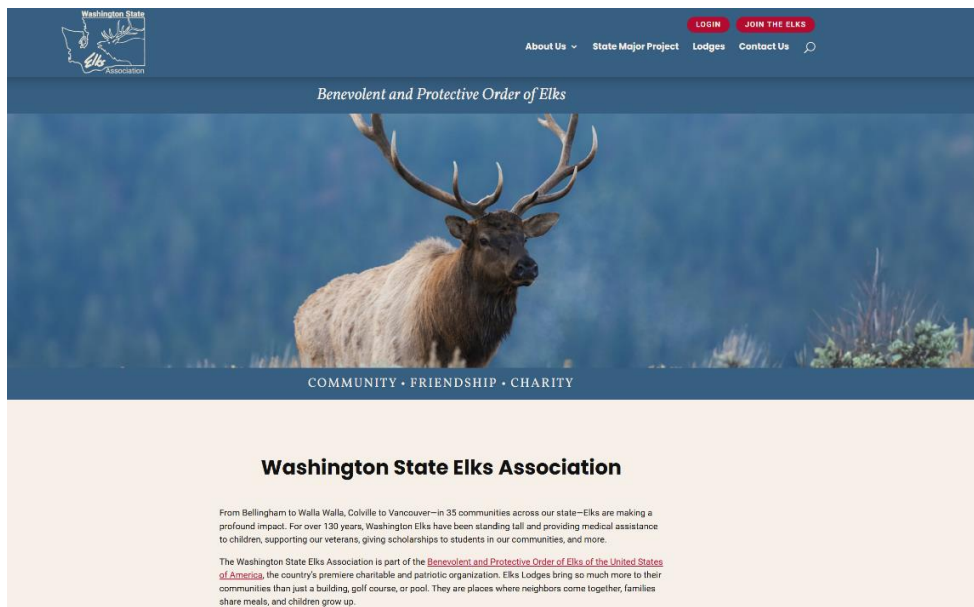 Washington State
Elks
Association
LOGIN
JOIN THE ELKS
About Us
State Major Project
Lodges
Contact Us
Benevolent and Protective Order of Elks
COMMUNITY • FRIENDSHIP • CHARITY
Washington State Elks Association
From Bellingham to Walla Walla, Colville to Vancouver—in 35 communities across our state—Elks are making a
profound impact. For over 130 years, Washington Elks have been standing tall and providing medical assistance
to children, supporting our veterans, giving scholarships to students in our communities, and more.
The Washington State Elks Association is part of the Benevolent and Protective Order of Elks of the United States
of America, the country's premiere charitable and patriotic organization. Elks Lodges bring so much more to their
communities than just a building, golf course, or pool. They are places where neighbors come together, families
share meals, and children grow up.